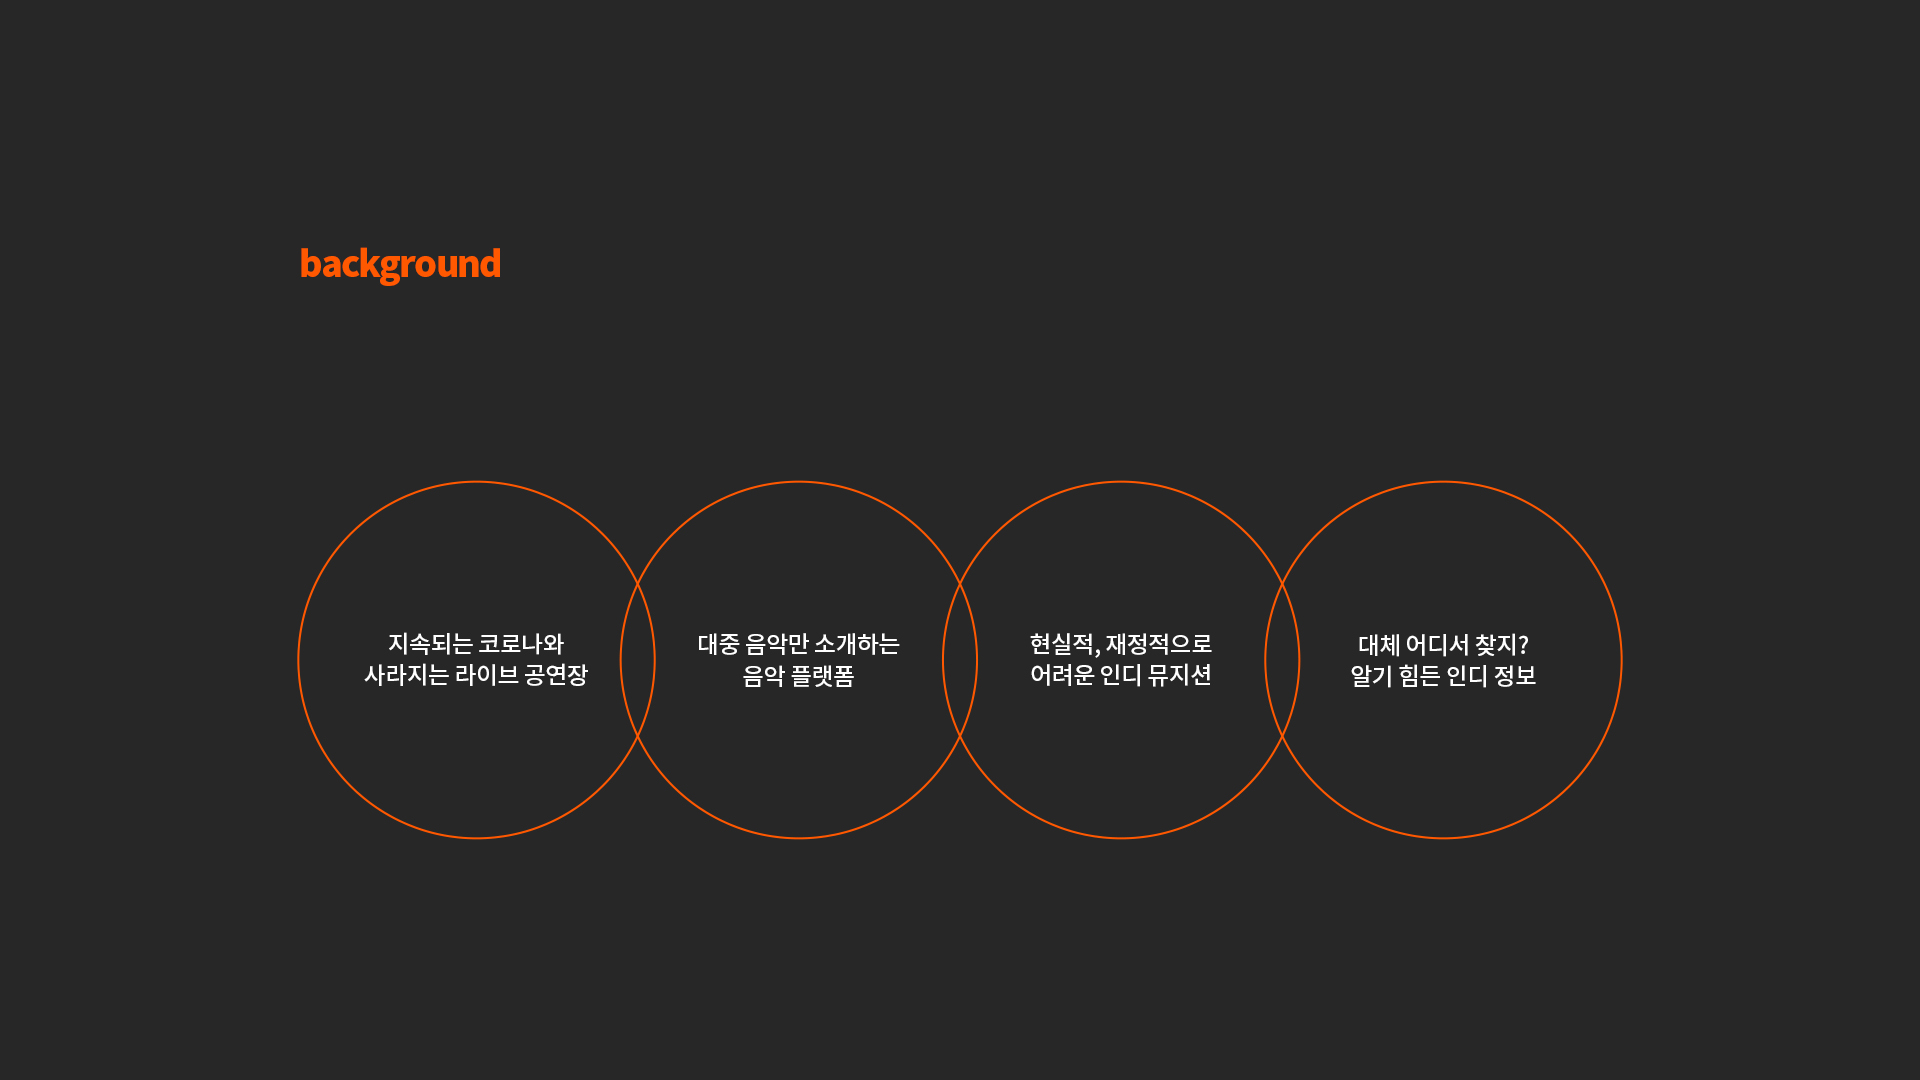 background
지속되는 코로나와
사라지는 라이브 공연장
대중 음악만 소개하는
음악 플랫폼
현실적, 재정적으로
어려운 인디 뮤지션
대체 어디서 찾지?
알기 힘든 인디 정보